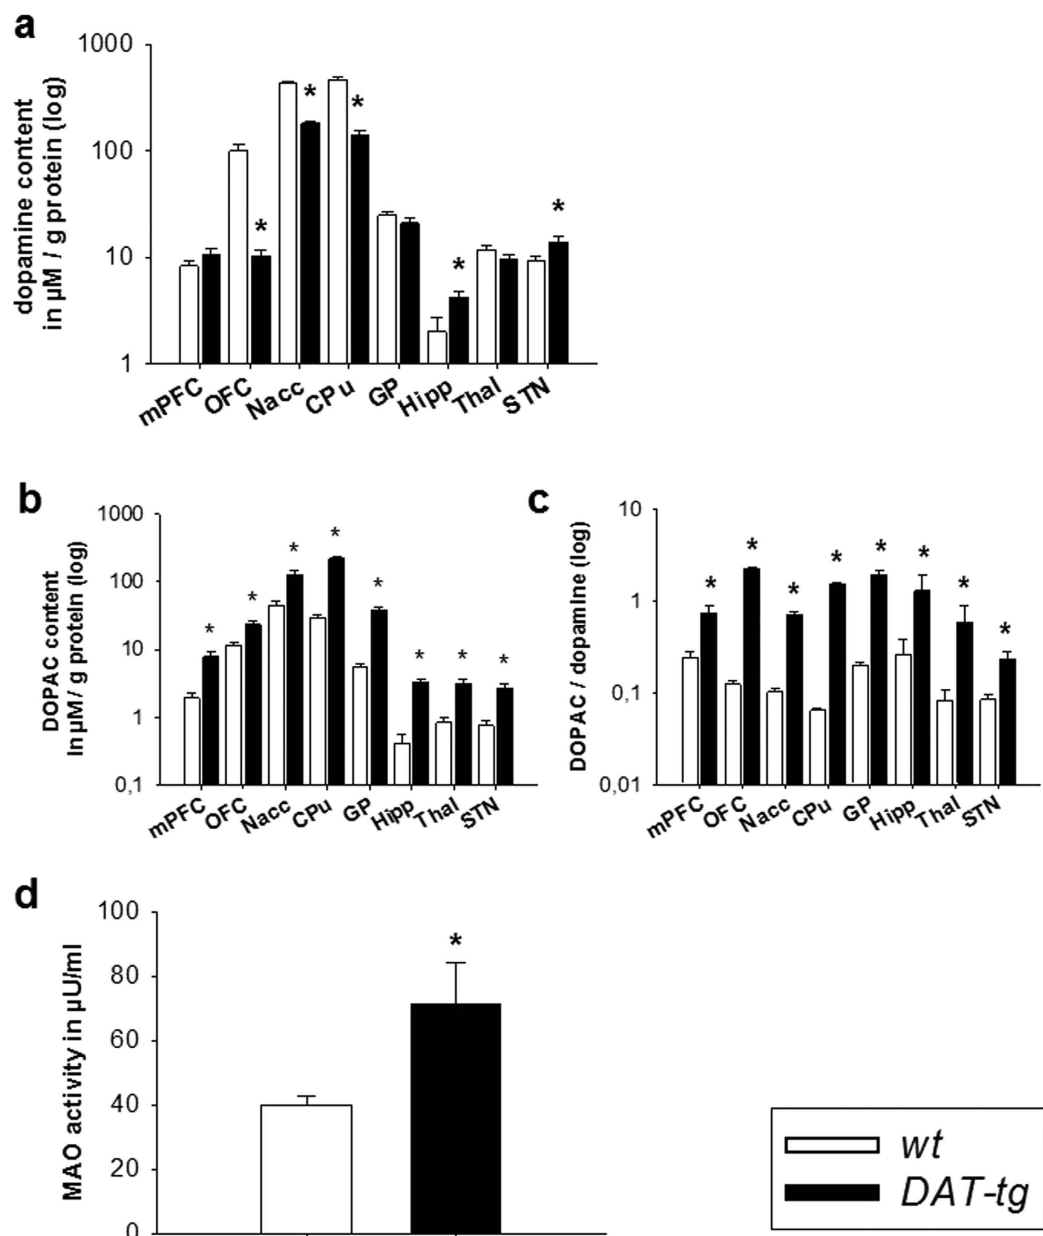 a
dopamine content
in µM / g protein (log)
1000
100
10
1
*
*
*
*
*
mPFC
OFC
Nacc
CPu
GP
Hipp
Thal
STN
b
DOPAC content
In µM / g protein (log)
1000
100
10
1
0,1
*
*
*
*
*
*
*
*
mPFC
OFC
Nacc
CPu
GP
Hipp
Thal
STN
c
DOPAC / dopamine (log)
10
1
0,1
0,01
*
*
*
*
*
*
*
*
mPFC
OFC
Nacc
CPu
GP
Hipp
Thal
STN
d
MAO activity in µU/ml
100
80
60
40
20
0
*
wt
DAT-tg